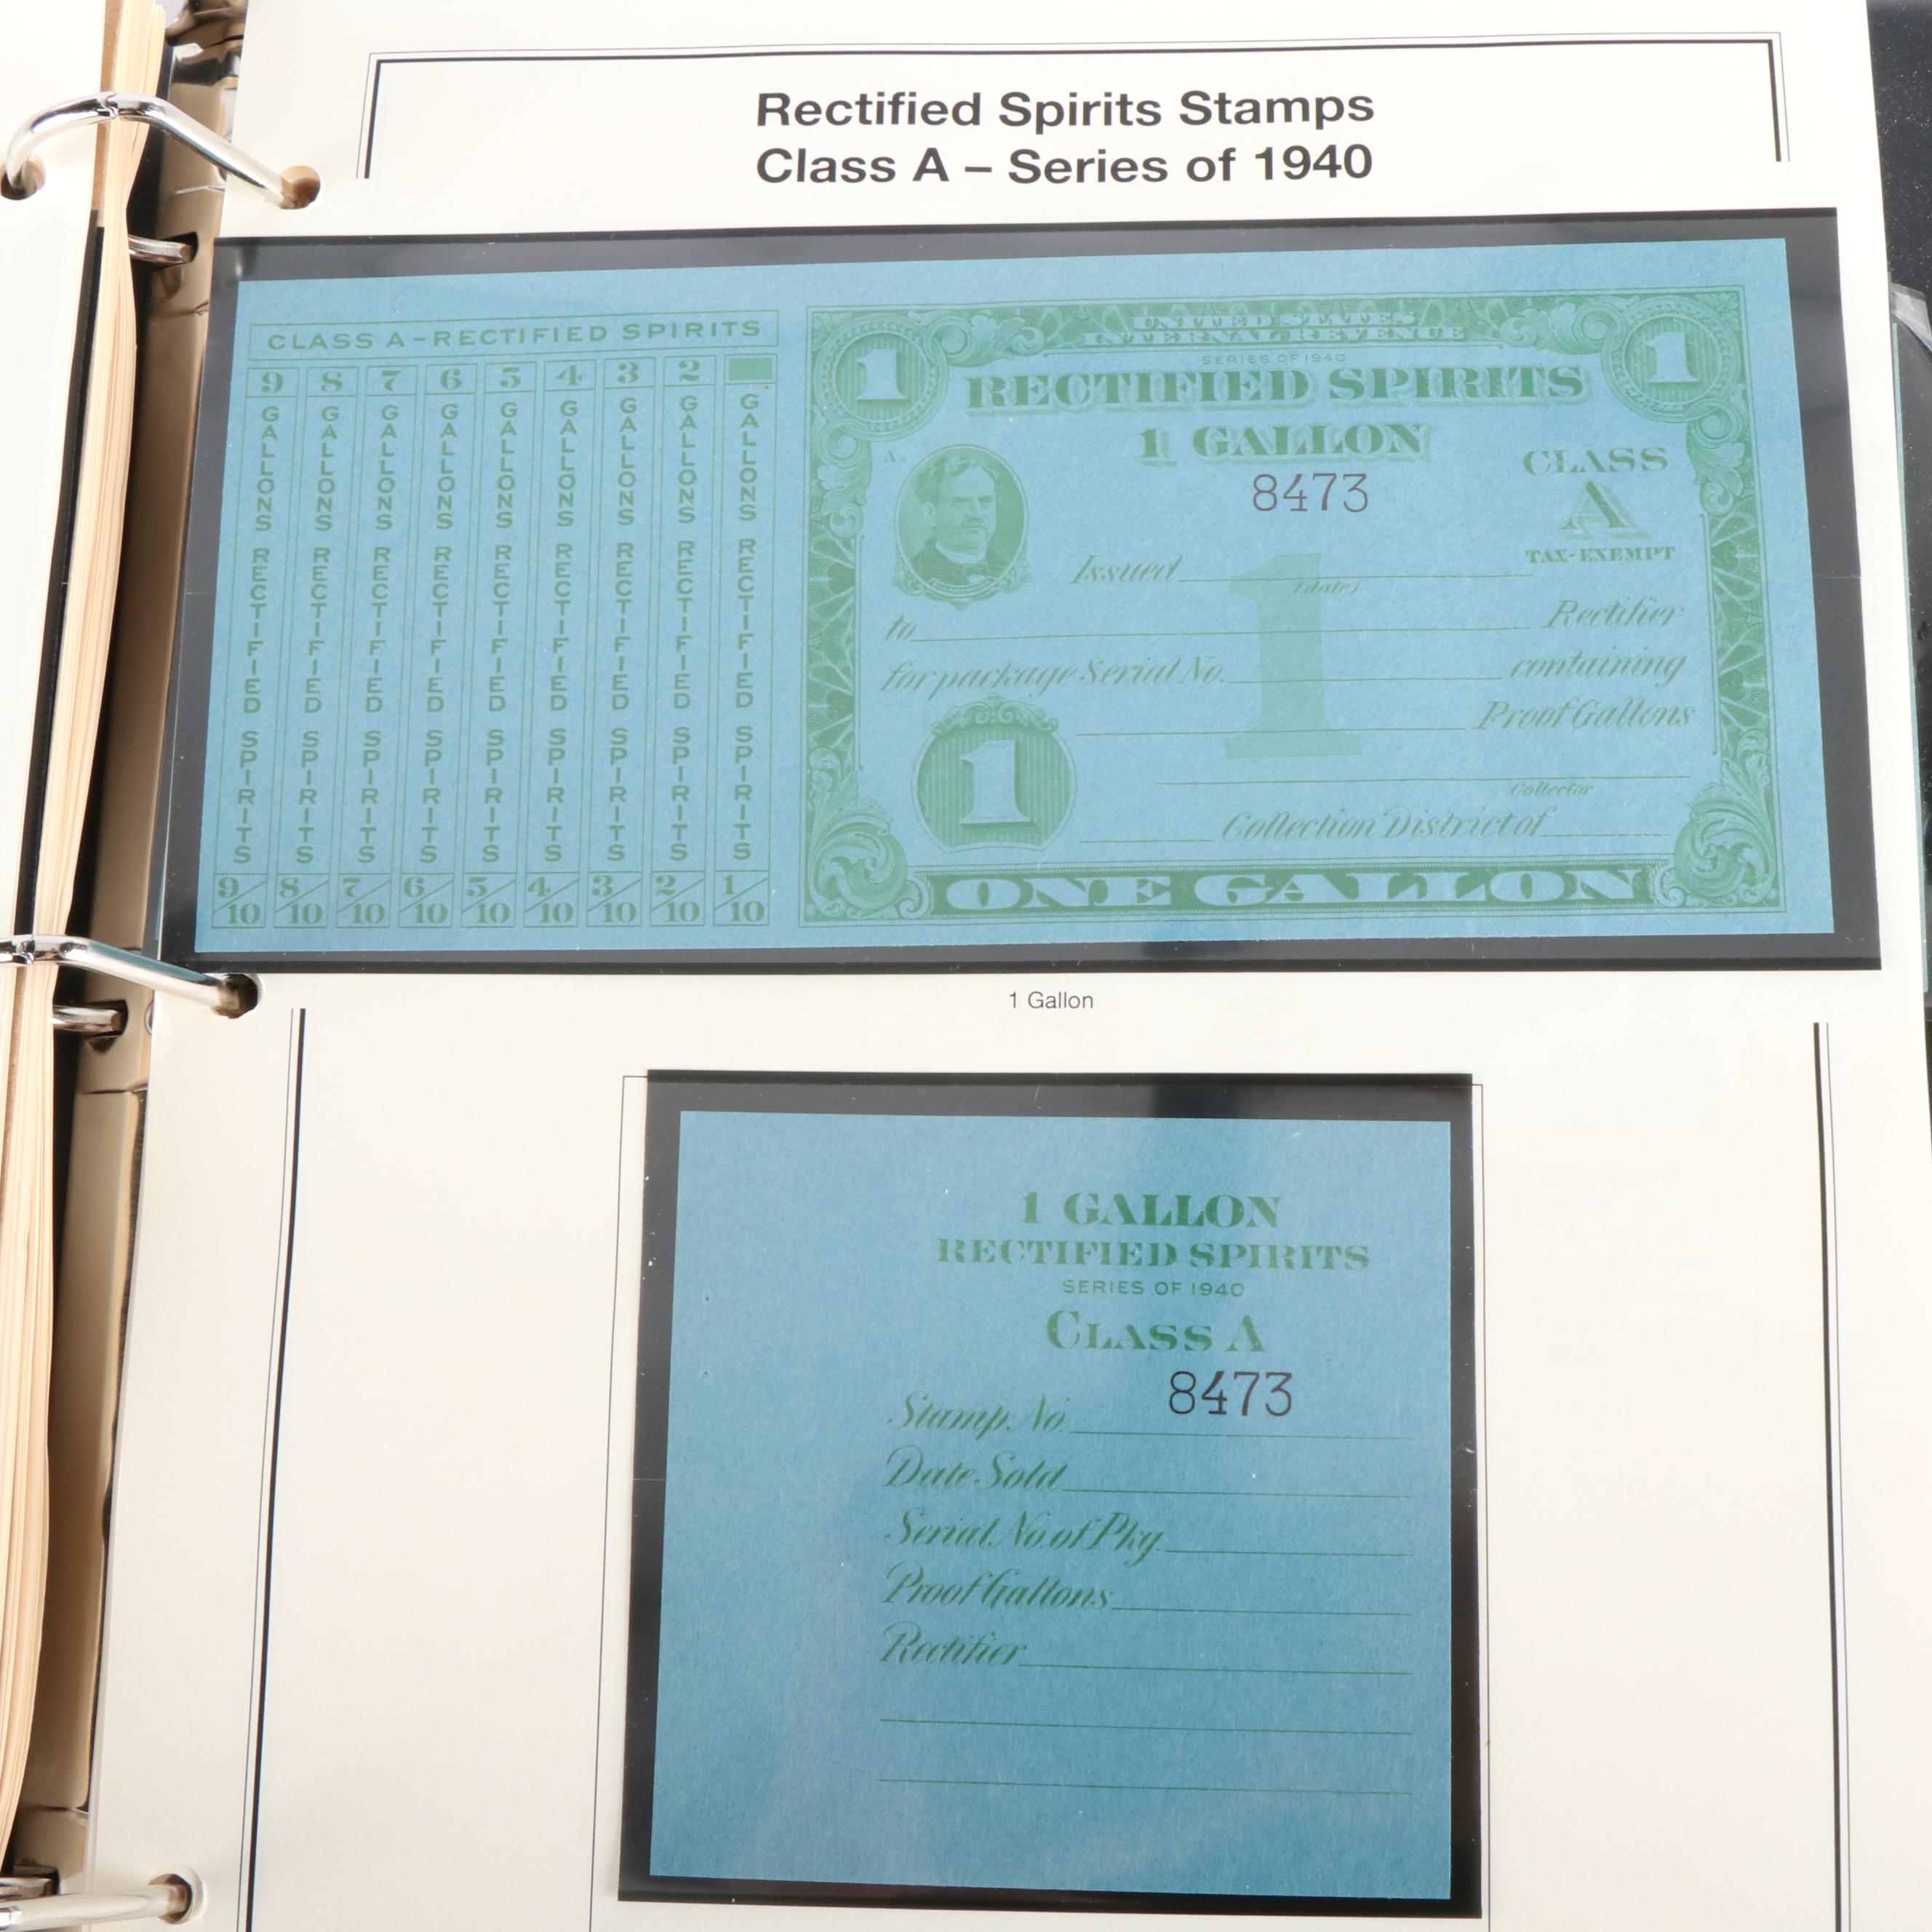 Rectified Spirits Stamps
Class A – Series of 1940
CLASS A-RECTIFIED SPIRITS
9 8 7 6 5 4 3 2
GALLONS RECTIFIED SPIRITS
GALLONS RECTIFIED SPIRITS
GALLONS RECTIFIED SPIRITS
GALLONS RECTIFIED SPIRITS
GALLONS RECTIFIED SPIRITS
GALLONS RECTIFIED SPIRITS
GALLONS RECTIFIED SPIRITS
GALLONS RECTIFIED SPIRITS
GALLONS RECTIFIED SPIRITS
9/10 8/10 7/10 6/10 5/10 4/10 3/10 2/10 1/10
1 UNITED STATES 1
INTERNAL REVENUE
SERIES OF 1940
RECTIFIED SPIRITS
1 GALLON
A.
8473
CLASS
A
TAX-EXEMPT
Issued
(date)
1
to Rectifier
for package Serial No. containing
Proof Gallons
1
Collector
Collection District of
ONE GALLON
1 Gallon
1 GALLON
RECTIFIED SPIRITS
SERIES OF 1940
CLASS A
8473
Stamp No.
Date Sold
Serial No. of Pkg.
Proof Gallons
Rectifier